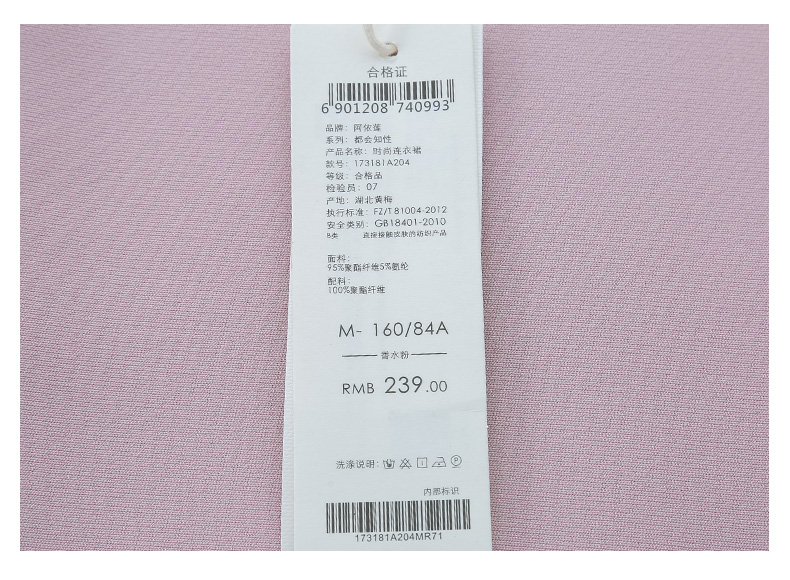 合格证
6 901208 740993
品牌：阿依莲
系列：都会知性
产品名称：时尚连衣裙
款号：173181A204
等级：合格品
检验员：07
产地：湖北黄梅
执行标准：FZ/T 81004-2012
安全类别：GB18401-2010
B类 直接接触皮肤的纺织产品
面料：
95%聚酯纤维5%氨纶
配料：
100%聚酯纤维
M- 160/84A
香水粉
RMB 239.00
洗涤说明：
内部标识
173181A204MR71